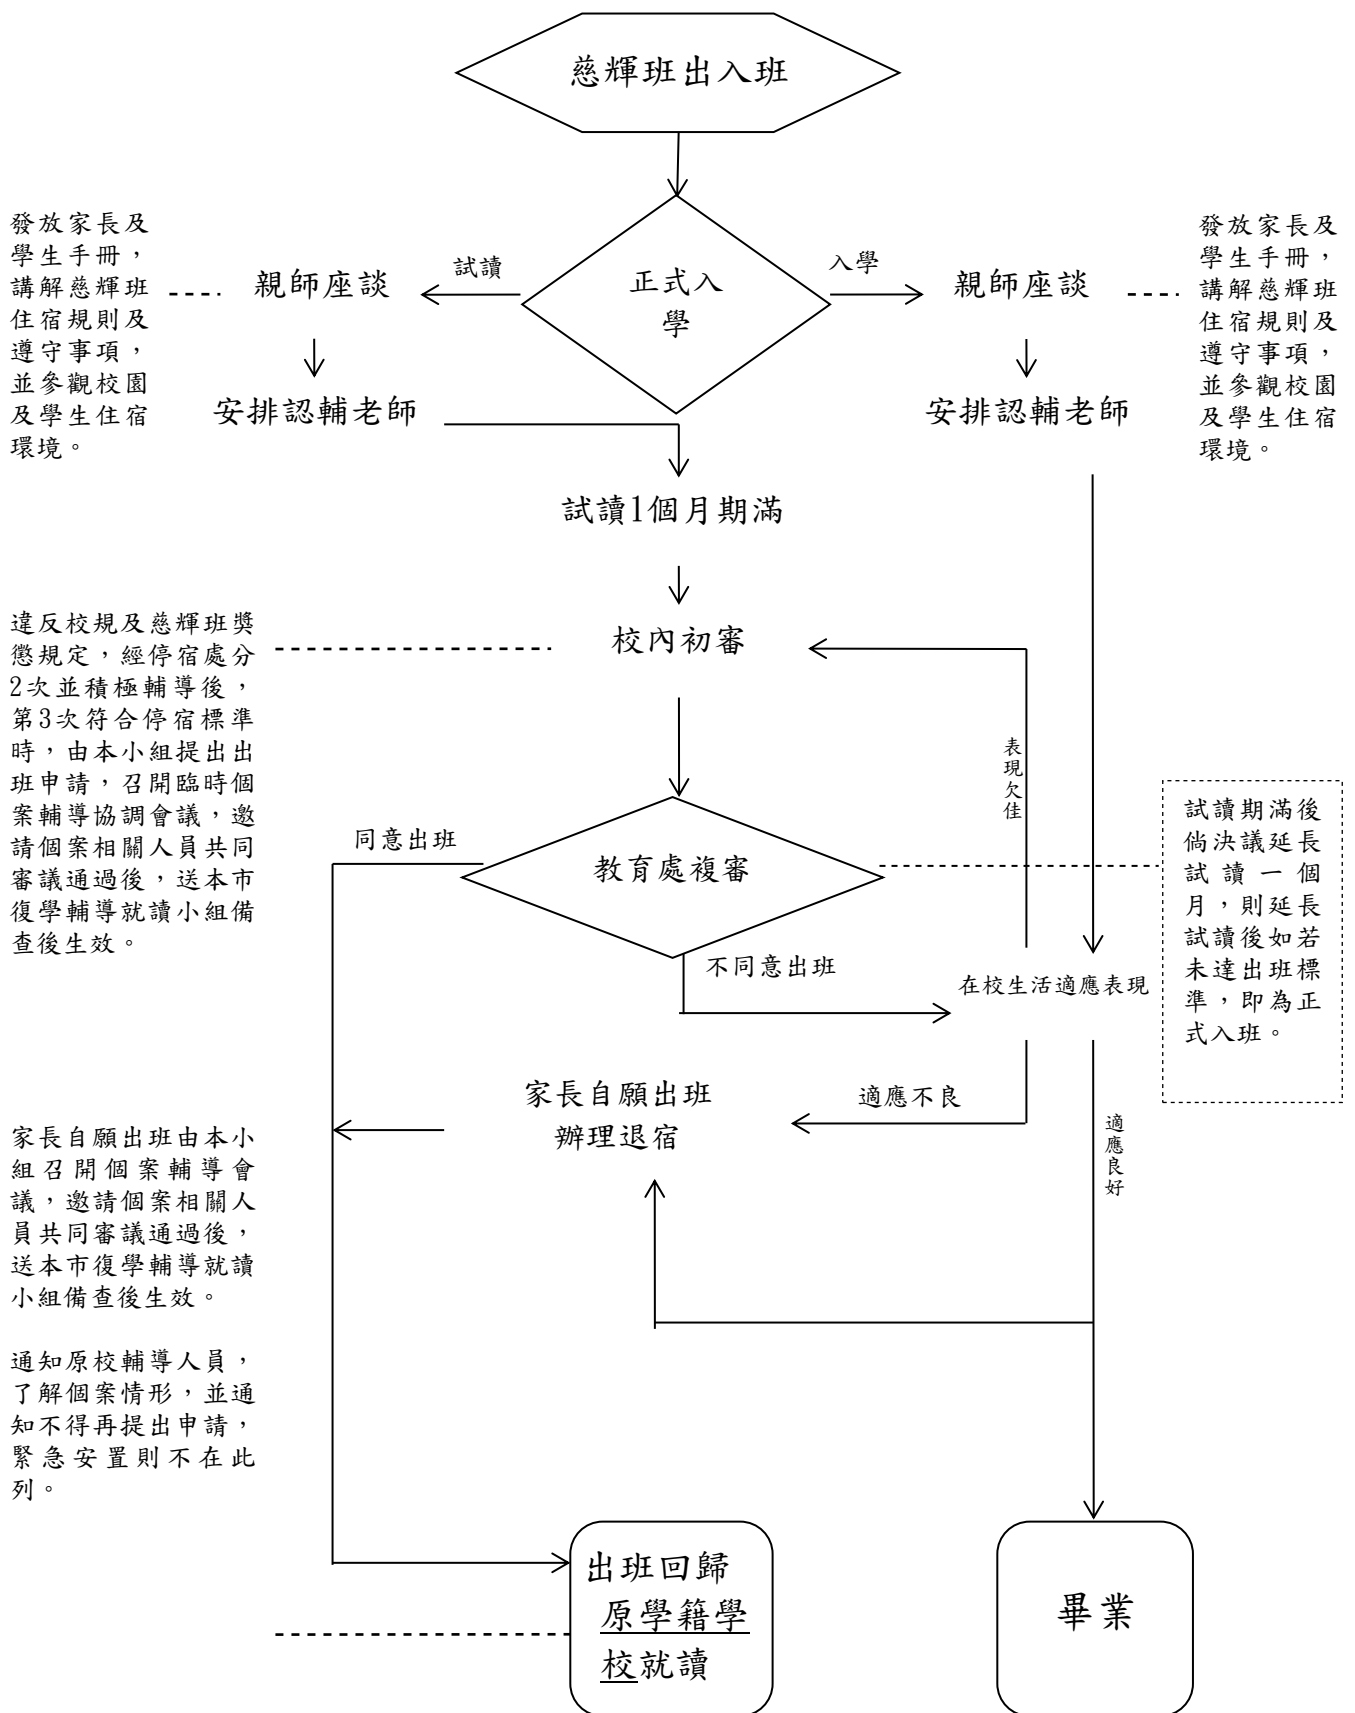 慈輝班出入班
發放家長及
學生手冊，
講解慈輝班
住宿規則及
遵守事項，
並參觀校園
及學生住宿
環境。
親師座談
試讀
正式入
學
入學
親師座談
發放家長及
學生手冊，
講解慈輝班
住宿規則及
遵守事項，
並參觀校園
及學生住宿
環境。
安排認輔老師
安排認輔老師
試讀1個月期滿
違反校規及慈輝班獎
懲規定，經停宿處分
2次並積極輔導後，
第3次符合停宿標準
時，由本小組提出出
班申請，召開臨時個
案輔導協調會議，邀
請個案相關人員共同
審議通過後，送本市
復學輔導就讀小組備
查後生效。
校內初審
表現欠佳
同意出班
教育處複審
不同意出班
在校生活適應表現
試讀期滿後
倘決議延長
試讀一個
月，則延長
試讀後如若
未達出班標
準，即為正
式入班。
家長自願出班
辦理退宿
適應不良
適應良好
家長自願出班由本小
組召開個案輔導會
議，邀請個案相關人
員共同審議通過後，
送本市復學輔導就讀
小組備查後生效。
通知原校輔導人員，
了解個案情形，並通
知不得再提出申請，
緊急安置則不在此
列。
出班回歸
原學籍學
校就讀
畢業